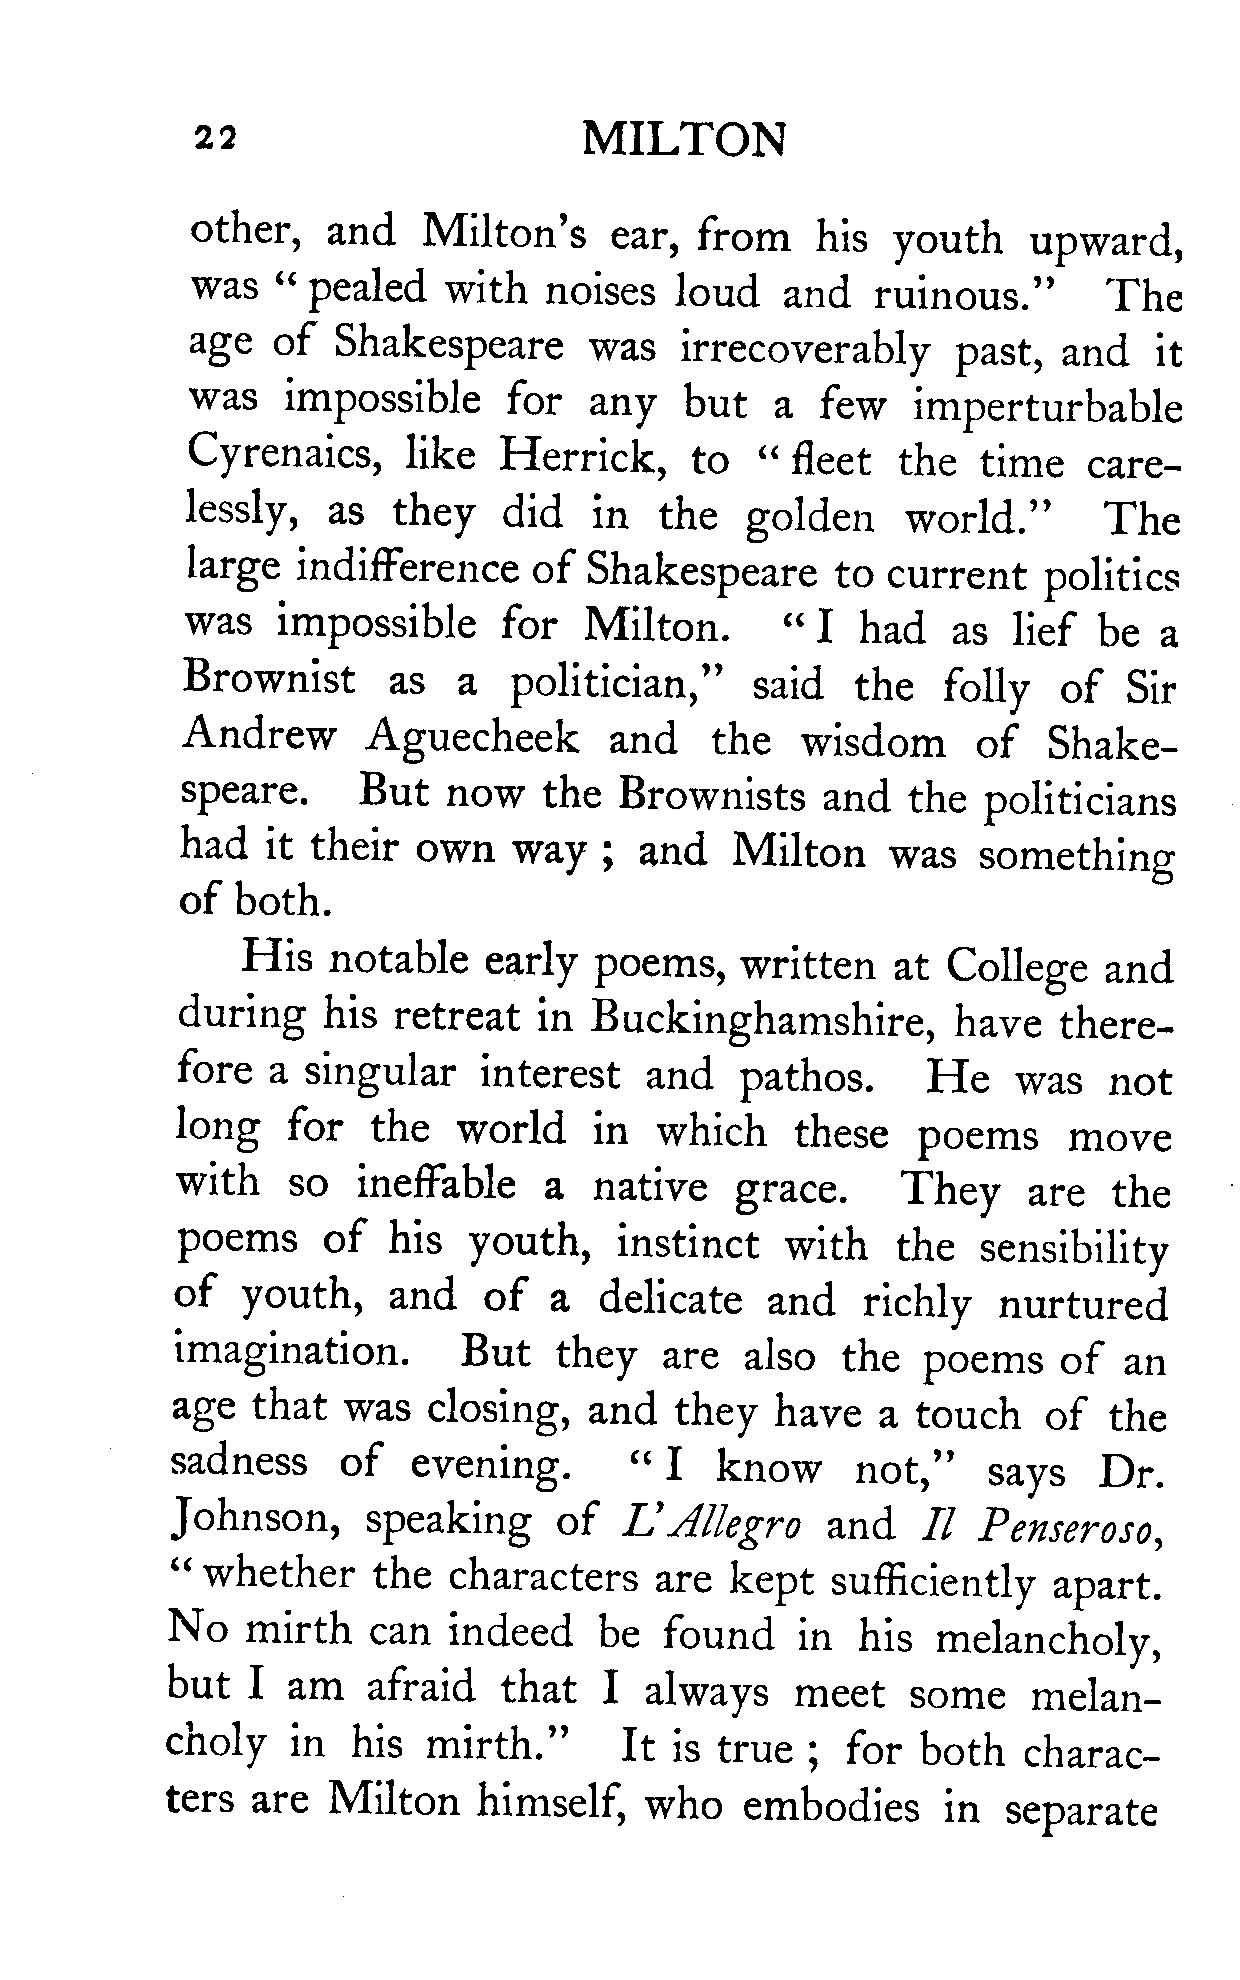 22 MILTON
other, and Milton's ear, from his youth upward,
was “ pealed with noises loud and ruinous.” The
age of Shakespeare was irrecoverably past, and it
was impossible for any but a few imperturbable
Cyrenaics, like Herrick, to “ fleet the time care-
lessly, as they did in the golden world.” The
large indifference of Shakespeare to current politics
was impossible for Milton. “ I had as lief be a
Brownist as a politician,” said the folly of Sir
Andrew Aguecheek and the wisdom of Shake-
speare. But now the Brownists and the politicians
had it their own way ; and Milton was something
of both.
His notable early poems, written at College and
during his retreat in Buckinghamshire, have there-
fore a singular interest and pathos. He was not
long for the world in which these poems move
with so ineffable a native grace. They are the
poems of his youth, instinct with the sensibility
of youth, and of a delicate and richly nurtured
imagination. But they are also the poems of an
age that was closing, and they have a touch of the
sadness of evening. “ I know not,” says Dr.
Johnson, speaking of L'Allegro and Il Penseroso,
“ whether the characters are kept sufficiently apart.
No mirth can indeed be found in his melancholy,
but I am afraid that I always meet some melan-
choly in his mirth.” It is true ; for both charac-
ters are Milton himself, who embodies in separate